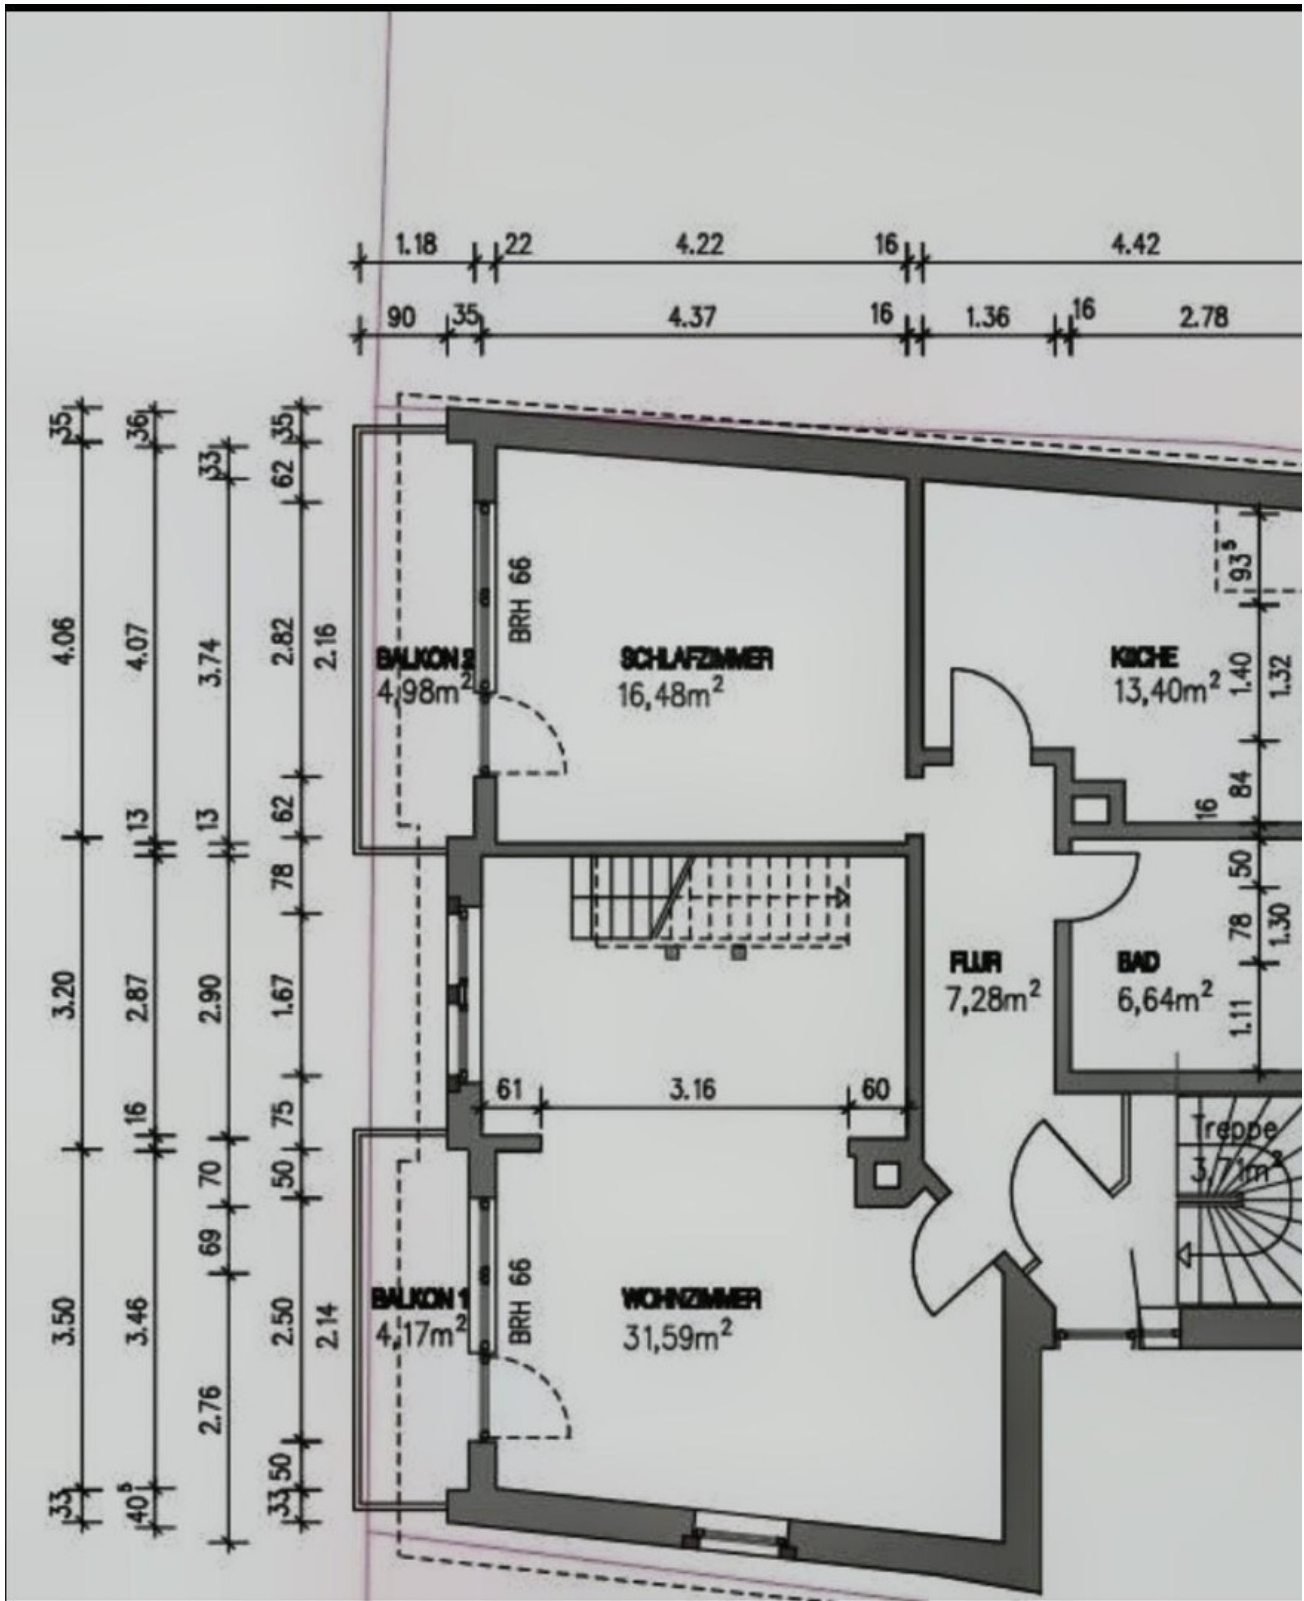 1.18 22 4.22 16 4.42
90 35 4.37 16 1.36 16 2.78
35 36 33 35 62
4.06 4.07 3.74 2.82 2.16
13 13 62
78
3.20 2.87 2.90 1.67
16 75
70 50
69
3.50 3.46 2.50 2.14
2.76
33 40⁵ 33 50
BRH 66
BALKON 2
4,98m²
SCHLAFZIMMER
16,48m²
KÜCHE
13,40m²
93⁵
1.40 1.32
84
16
50
78 1.30
1.11
FLUR
7,28m²
BAD
6,64m²
61 3.16 60
Treppe
3.71m²
BRH 66
BALKON 1
4,17m²
WOHNZIMMER
31,59m²